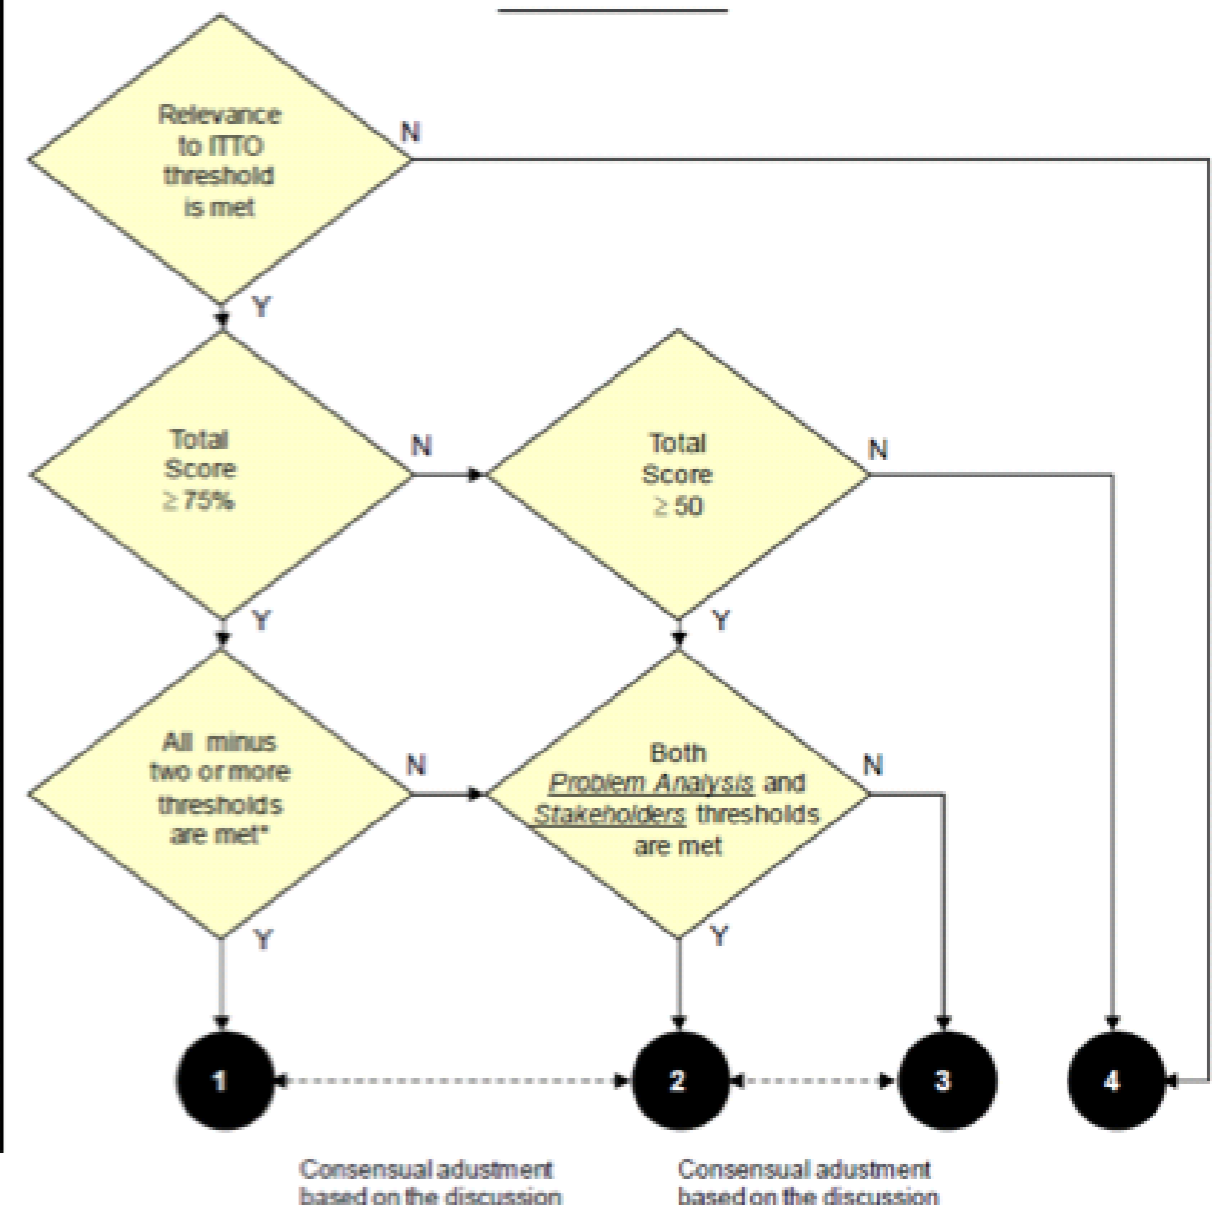 Relevance
to ITTO
threshold
is met
N
Y
Total
Score
≥ 75%
N
Y
Total
Score
≥ 50
N
Y
All minus
two or more
thresholds
are met*
N
Y
Both
Problem Analysis and
Stakeholders thresholds
are met
N
Y
1
2
3
4
Consensual adustment
based on the discussion
Consensual adustment
based on the discussion